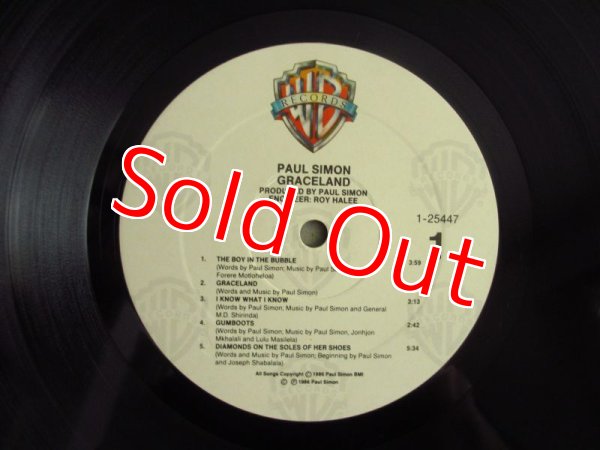 RECORDS
PAUL SIMON
GRACELAND
PRODUCED BY PAUL SIMON
ENGINEER: ROY HALEE
1-25447
1
Sold Out
1. THE BOY IN THE BUBBLE 3:59
(Words by Paul Simon; Music by Paul
Forere Motloheloa)
2. GRACELAND
(Words and Music by Paul Simon)
3. I KNOW WHAT I KNOW 3:13
(Words by Paul Simon; Music by Paul Simon and General
M.D. Shirinda)
4. GUMBOOTS 2:42
(Words by Paul Simon; Music by Paul Simon, Jonhjon
Mkhalali and Lulu Masilela)
5. DIAMONDS ON THE SOLES OF HER SHOES 5:34
(Words and Music by Paul Simon; Beginning by Paul Simon
and Joseph Shabalala)
All Songs Copyright © 1986 Paul Simon BMI
℗ © 1986 Paul Simon